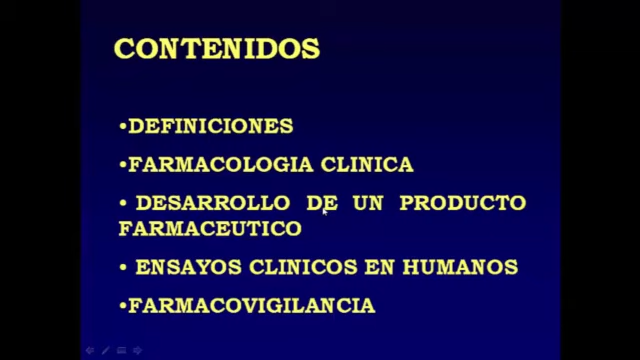 CONTENIDOS
•DEFINICIONES
•FARMACOLOGIA CLINICA
• DESARROLLO DE UN PRODUCTO
FARMACEUTICO
• ENSAYOS CLINICOS EN HUMANOS
•FARMACOVIGILANCIA